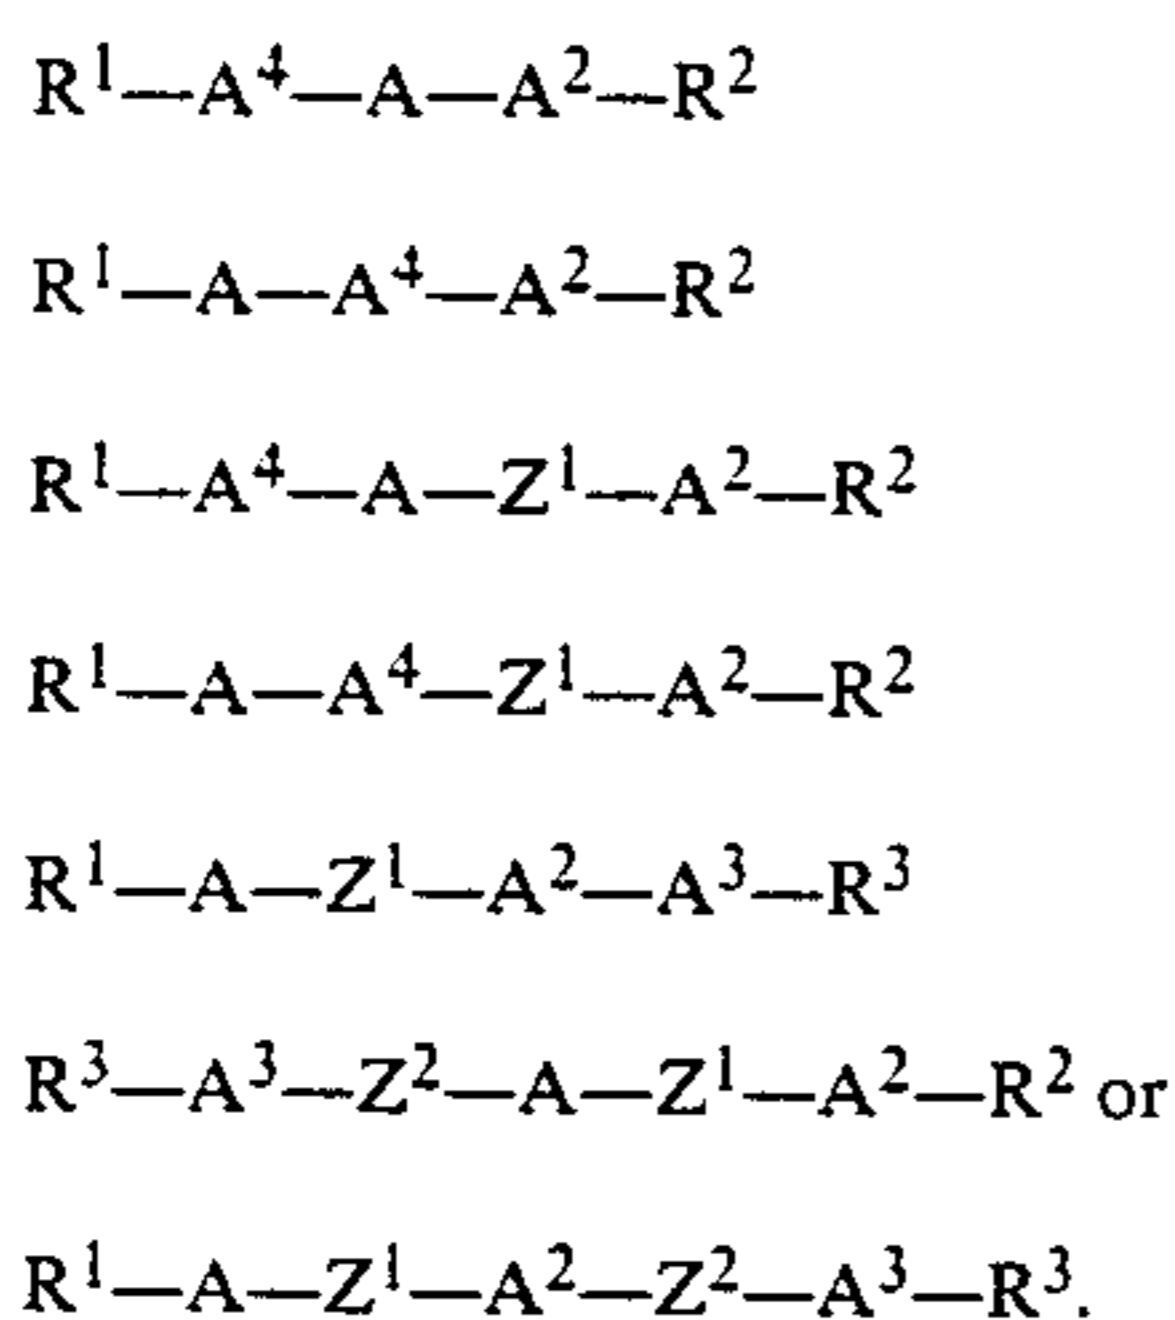 R¹—A⁴—A—A²—R²
R¹—A—A⁴—A²—R²
R¹—A⁴—A—Z¹—A²—R²
R¹—A—A⁴—Z¹—A²—R²
R¹—A—Z¹—A²—A³—R³
R³—A³—Z²—A—Z¹—A²—R² or
R¹—A—Z¹—A²—Z²—A³—R³.